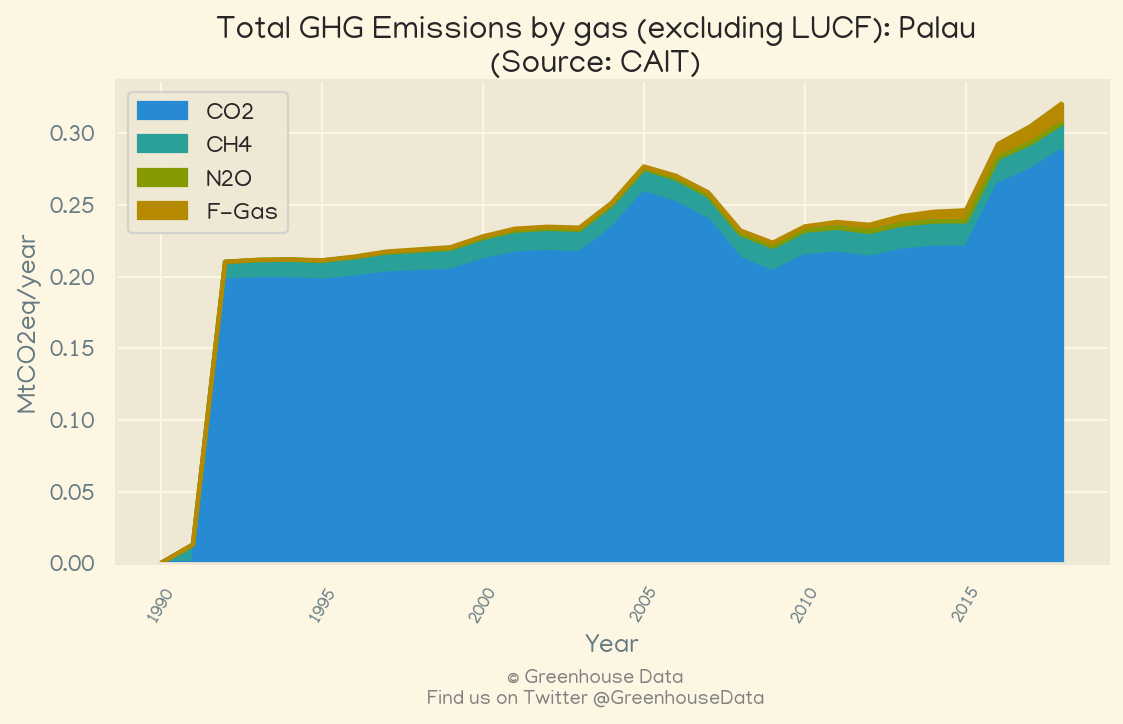 Total GHG Emissions by gas (excluding LUCF): Palau
(Source: CAIT)
CO2
CH4
N2O
F-Gas
MtCO2eq/year
0.30
0.25
0.20
0.15
0.10
0.05
0.00
1990
1995
2000
2005
2010
2015
Year
© Greenhouse Data
Find us on Twitter @GreenhouseData